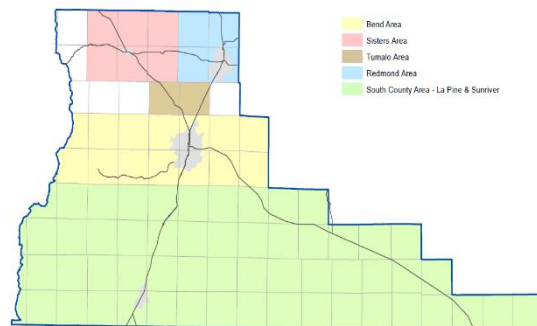 Bend Area
Sisters Area
Tumalo Area
Redmond Area
South County Area - La Pine & Sunriver